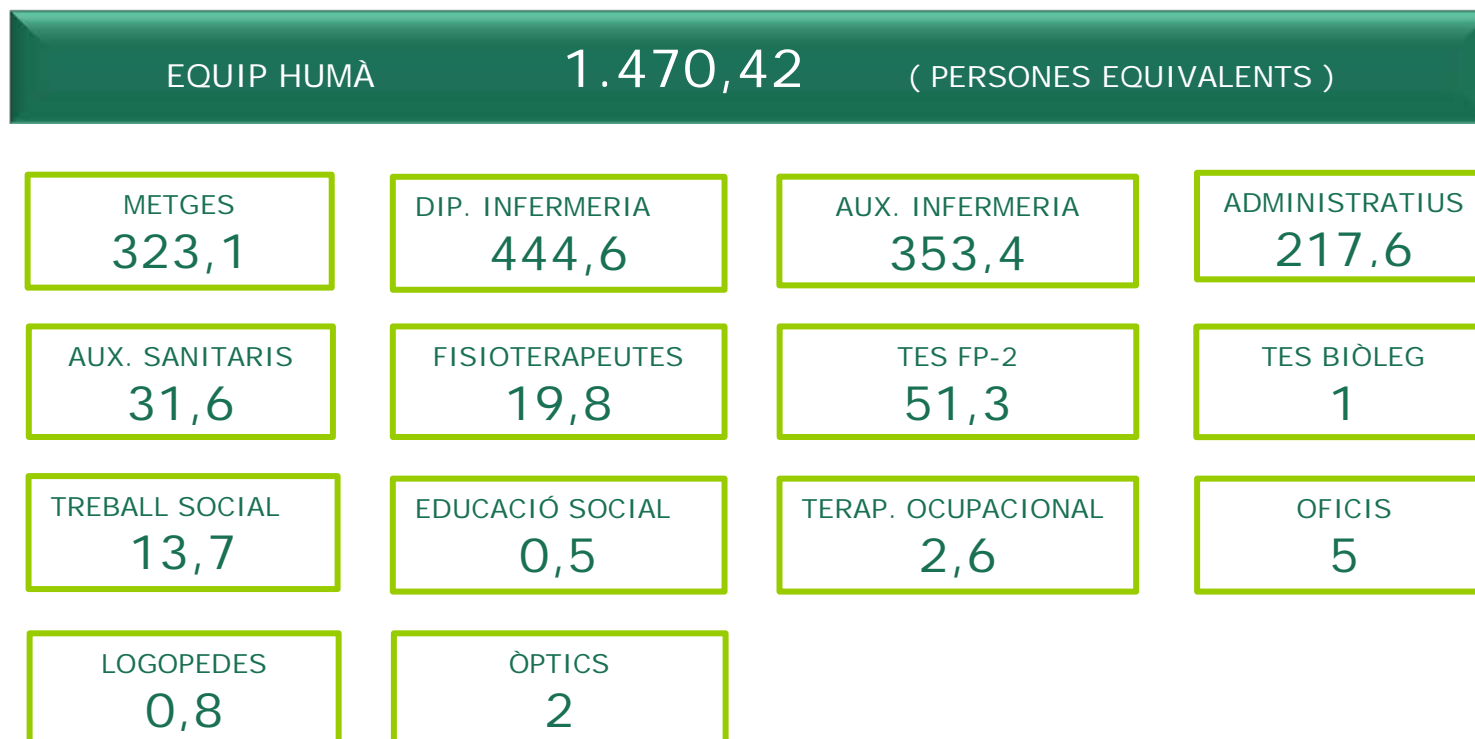 EQUIP HUMÀ 1.470,42 ( PERSONES EQUIVALENTS )
METGES
323,1
DIP. INFERMERIA
444,6
AUX. INFERMERIA
353,4
ADMINISTRATIUS
217,6
AUX. SANITARIS
31,6
FISIOTERAPEUTES
19,8
TES FP-2
51,3
TES BIÒLEG
1
TREBALL SOCIAL
13,7
EDUCACIÓ SOCIAL
0,5
TERAP. OCUPACIONAL
2,6
OFICIS
5
LOGOPEDES
0,8
ÒPTICS
2